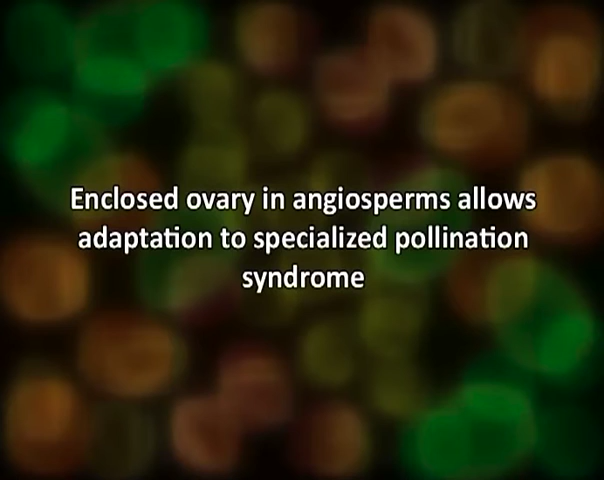 Enclosed ovary in angiosperms allows
adaptation to specialized pollination
syndrome